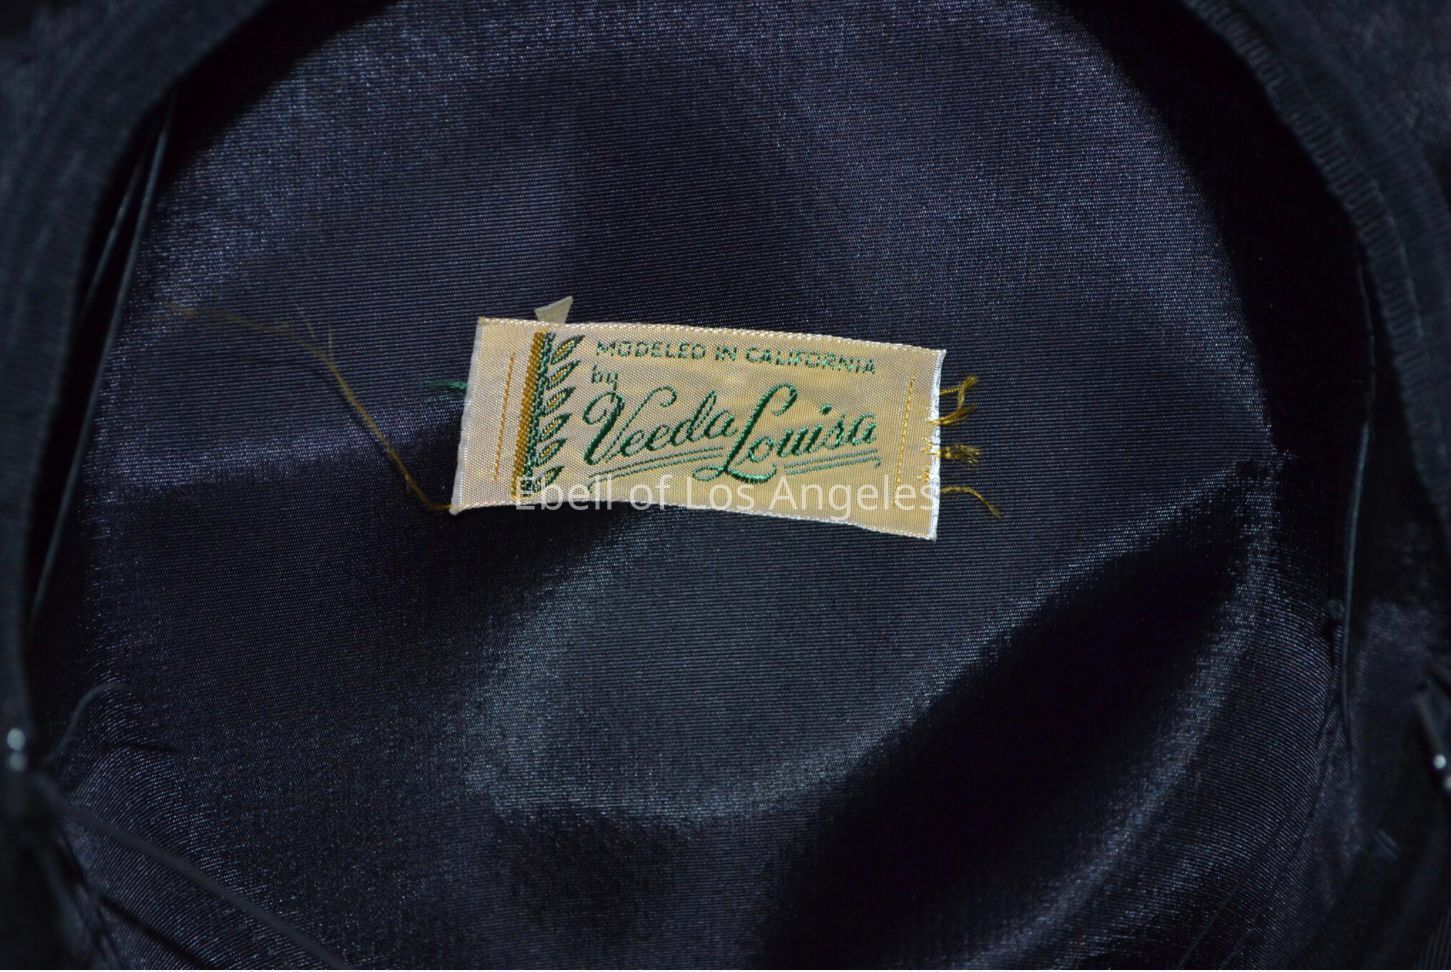 MODELED IN CALIFORNIA
by
Veeda Louisa
Ebell of Los Angeles